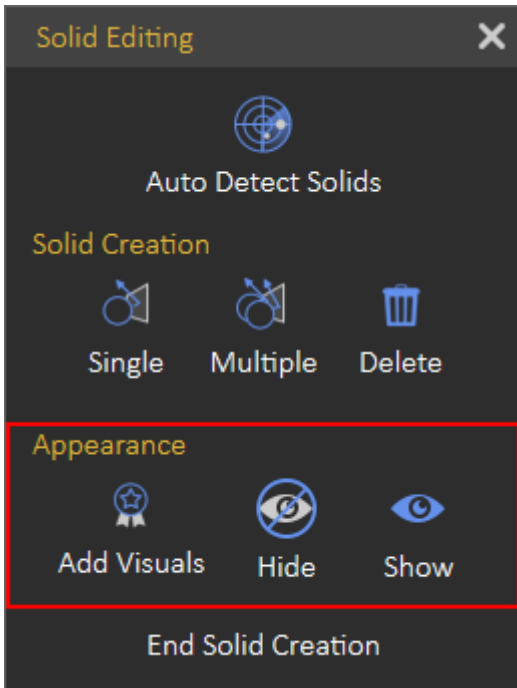 Solid Editing
Auto Detect Solids
Solid Creation
Single Multiple Delete
Appearance
Add Visuals Hide Show
End Solid Creation